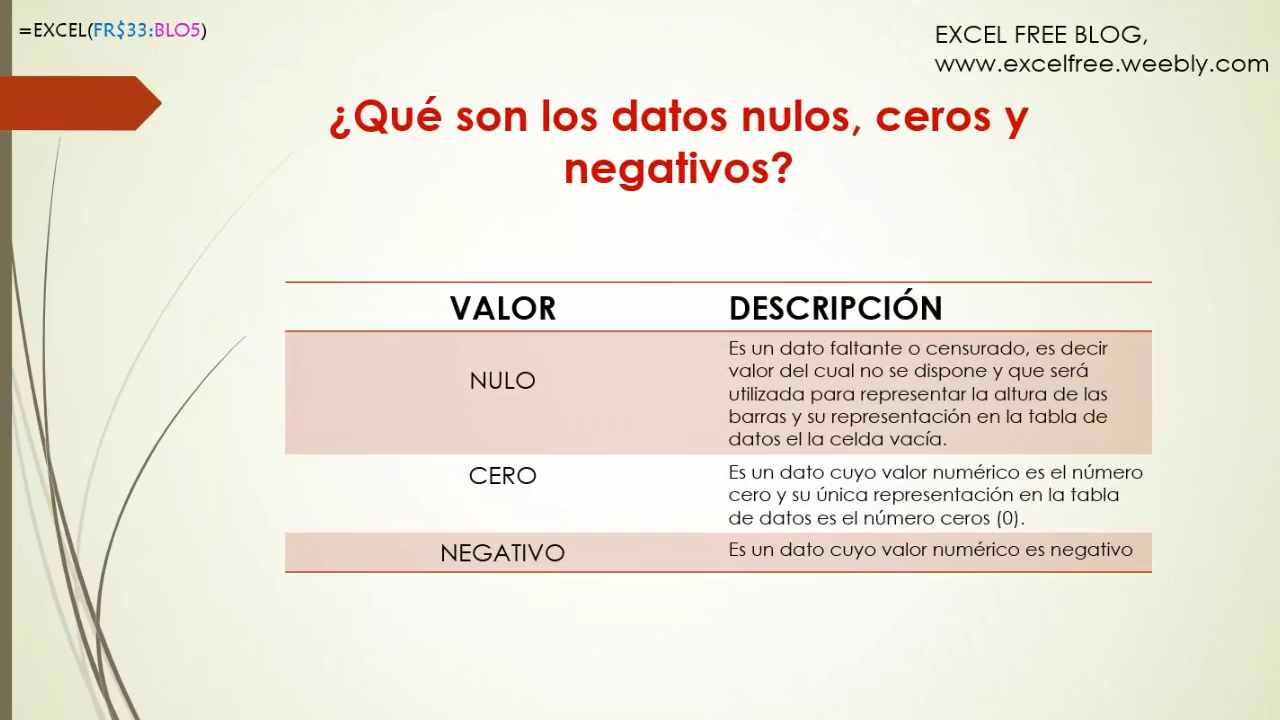 =EXCEL(FR$33:BLO5)
EXCEL FREE BLOG,
www.excelfree.weebly.com
¿Qué son los datos nulos, ceros y
negativos?
VALOR
DESCRIPCIÓN
NULO
Es un dato faltante o censurado, es decir
valor del cual no se dispone y que será
utilizada para representar la altura de las
barras y su representación en la tabla de
datos el la celda vacía.
CERO
Es un dato cuyo valor numérico es el número
cero y su única representación en la tabla
de datos es el número ceros (0).
NEGATIVO
Es un dato cuyo valor numérico es negativo